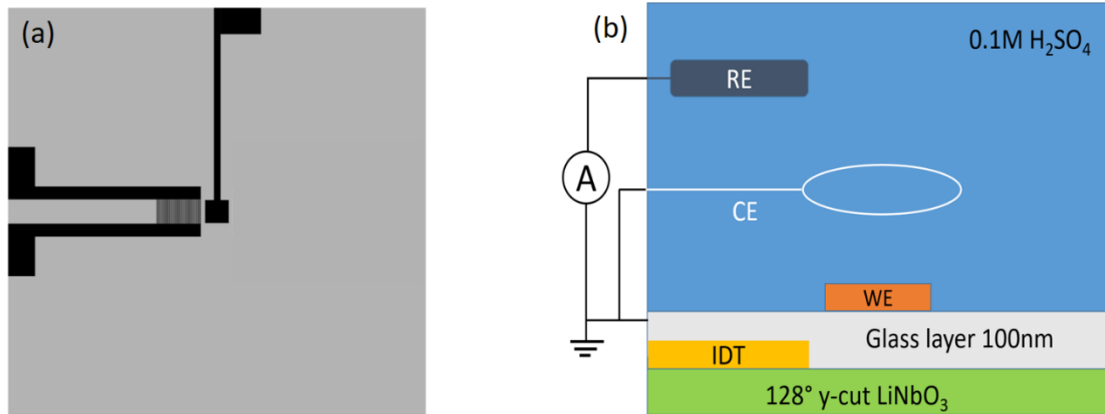 (a)
(b)
0.1M H₂SO₄
RE
A
CE
WE
Glass layer 100nm
IDT
128° y-cut LiNbO₃